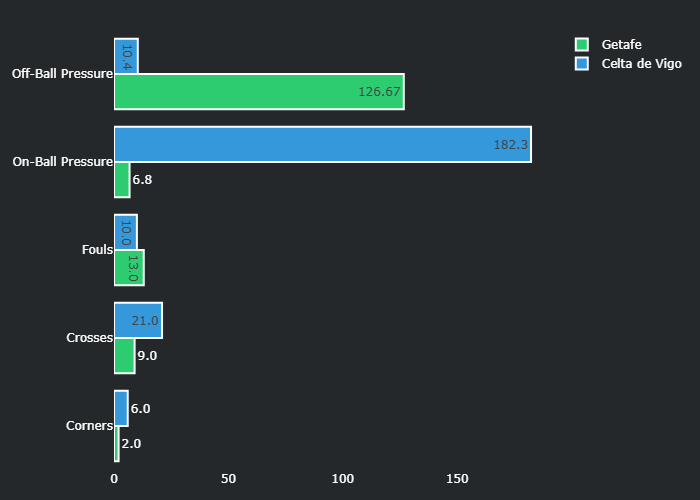 Getafe
Celta de Vigo
Off-Ball Pressure
10.4
126.67
On-Ball Pressure
182.3
6.8
Fouls
10.0
13.0
Crosses
21.0
9.0
Corners
6.0
2.0
0 50 100 150